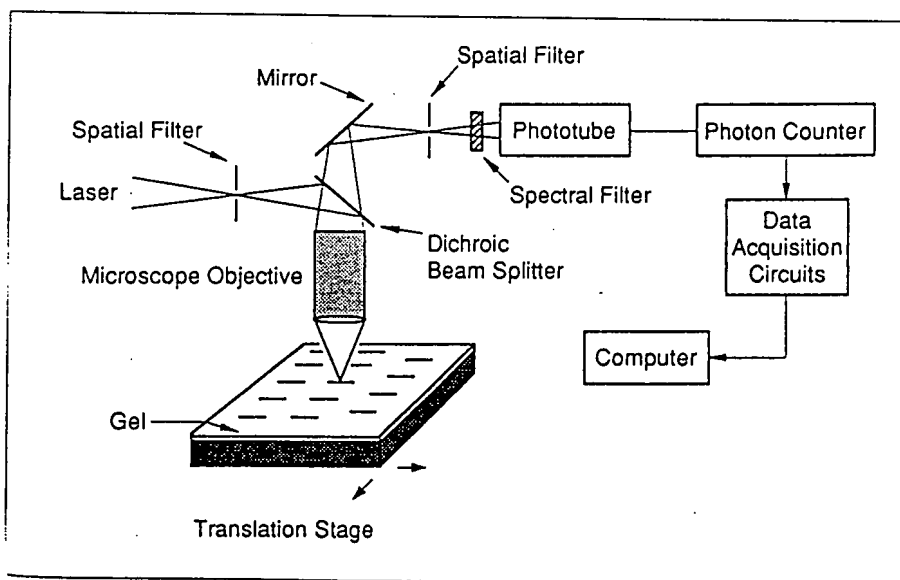 Spatial Filter
Mirror
Spatial Filter
Phototube
Photon Counter
Laser
Spectral Filter
Dichroic
Beam Splitter
Data
Acquisition
Circuits
Microscope Objective
Computer
Gel
Translation Stage